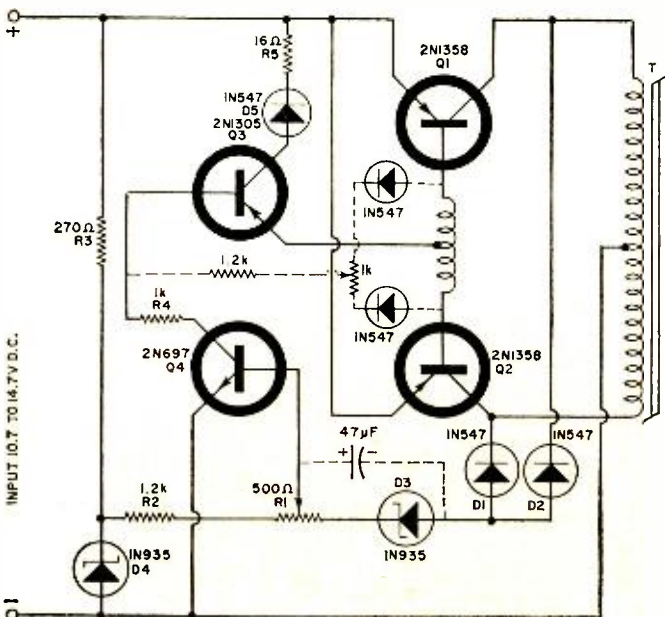 +
16Ω
R5
2N1358
Q1
T
1N547
D5
2N1305
Q3
1N547
270Ω
R3
1.2k
1k
1N547
1k
R4
2N697
Q4
2N1358
Q2
INPUT 10.7 TO 14.7V D.C.
47µF
+ −
1N547
1N547
1.2k
R2
500Ω
R1
D3
D1
D2
1N935
1N935
D4
−